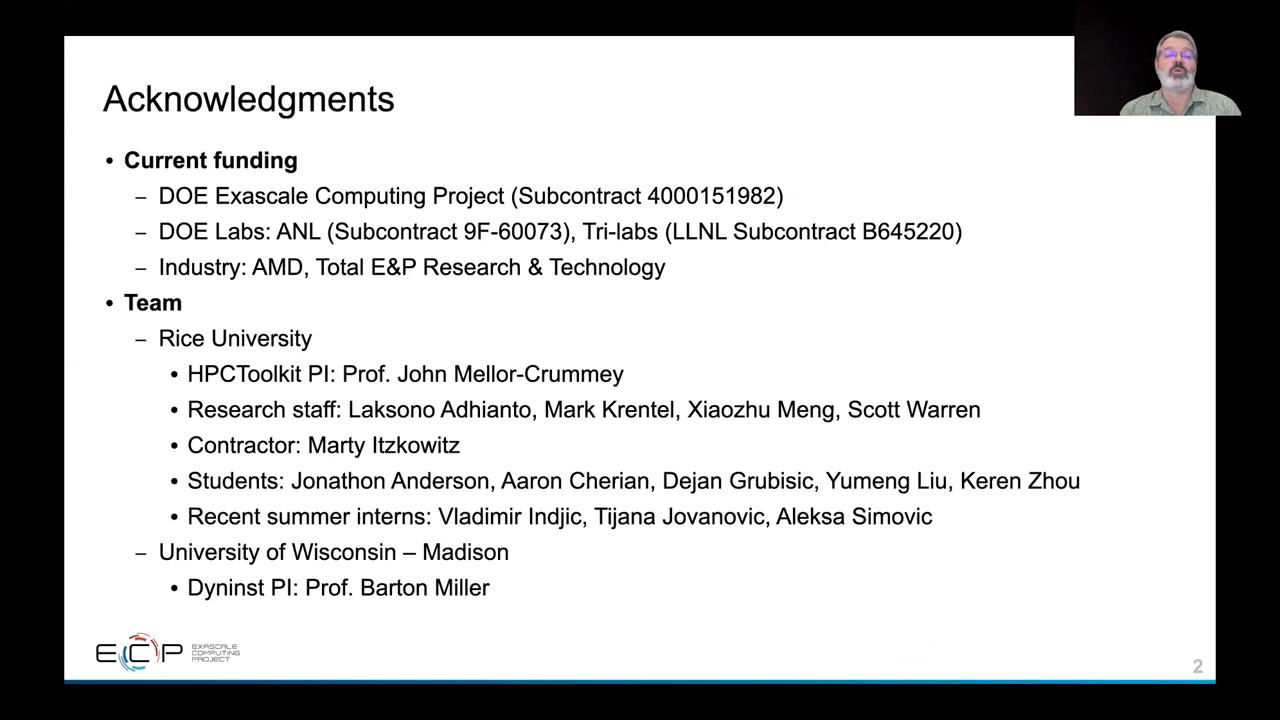 Acknowledgments
• Current funding
– DOE Exascale Computing Project (Subcontract 4000151982)
– DOE Labs: ANL (Subcontract 9F-60073), Tri-labs (LLNL Subcontract B645220)
– Industry: AMD, Total E&P Research & Technology
• Team
– Rice University
• HPCToolkit PI: Prof. John Mellor-Crummey
• Research staff: Laksono Adhianto, Mark Krentel, Xiaozhu Meng, Scott Warren
• Contractor: Marty Itzkowitz
• Students: Jonathon Anderson, Aaron Cherian, Dejan Grubisic, Yumeng Liu, Keren Zhou
• Recent summer interns: Vladimir Indjic, Tijana Jovanovic, Aleksa Simovic
– University of Wisconsin – Madison
• Dyninst PI: Prof. Barton Miller
ECP
EXASCALE
COMPUTING
PROJECT
2